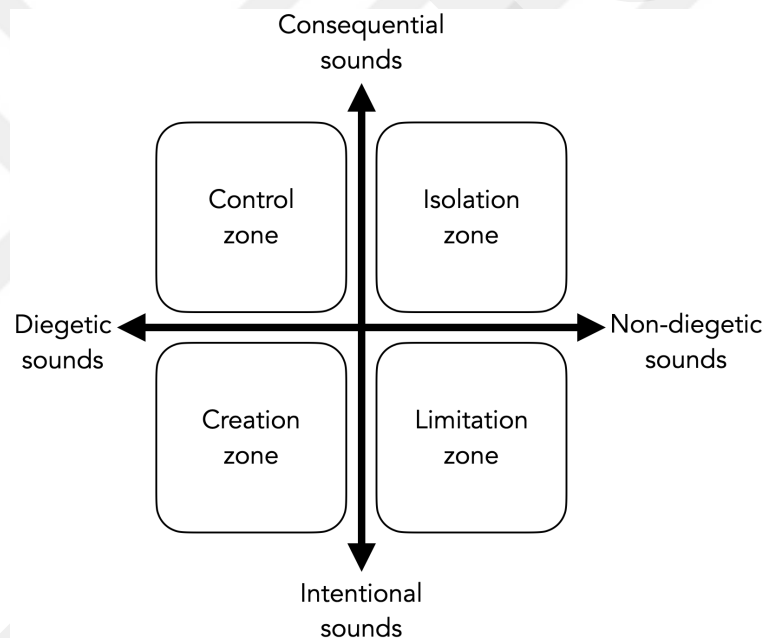 Consequential
sounds
Control
zone
Isolation
zone
Diegetic
sounds
Non-diegetic
sounds
Creation
zone
Limitation
zone
Intentional
sounds